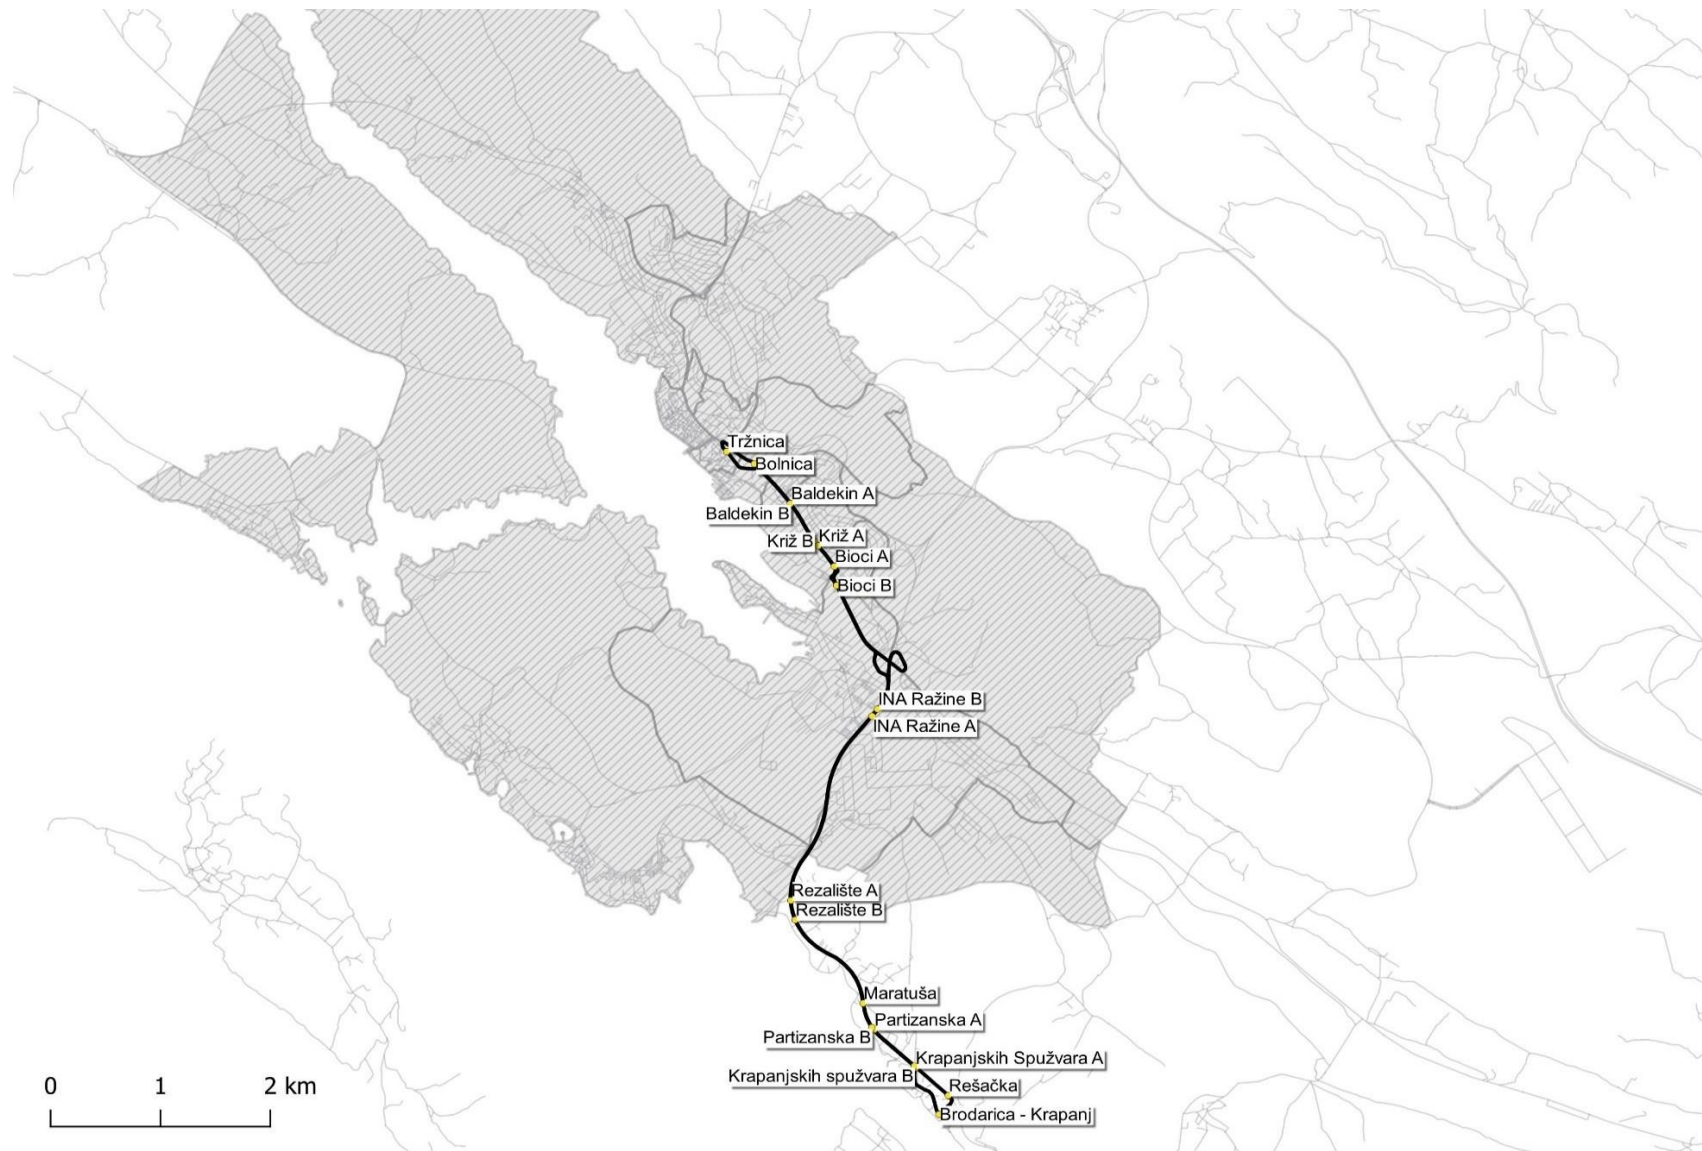 Tržnica
Bolnica
Baldekin A
Baldekin B
Križ A
Križ B
Bioci A
Bioci B
INA Ražine B
INA Ražine A
Rezalište A
Rezalište B
Maratuša
Partizanska A
Partizanska B
Krapanjskih Spužvara A
Krapanjskih spužvara B
Rešačka
Brodarica - Krapanj
0 1 2 km